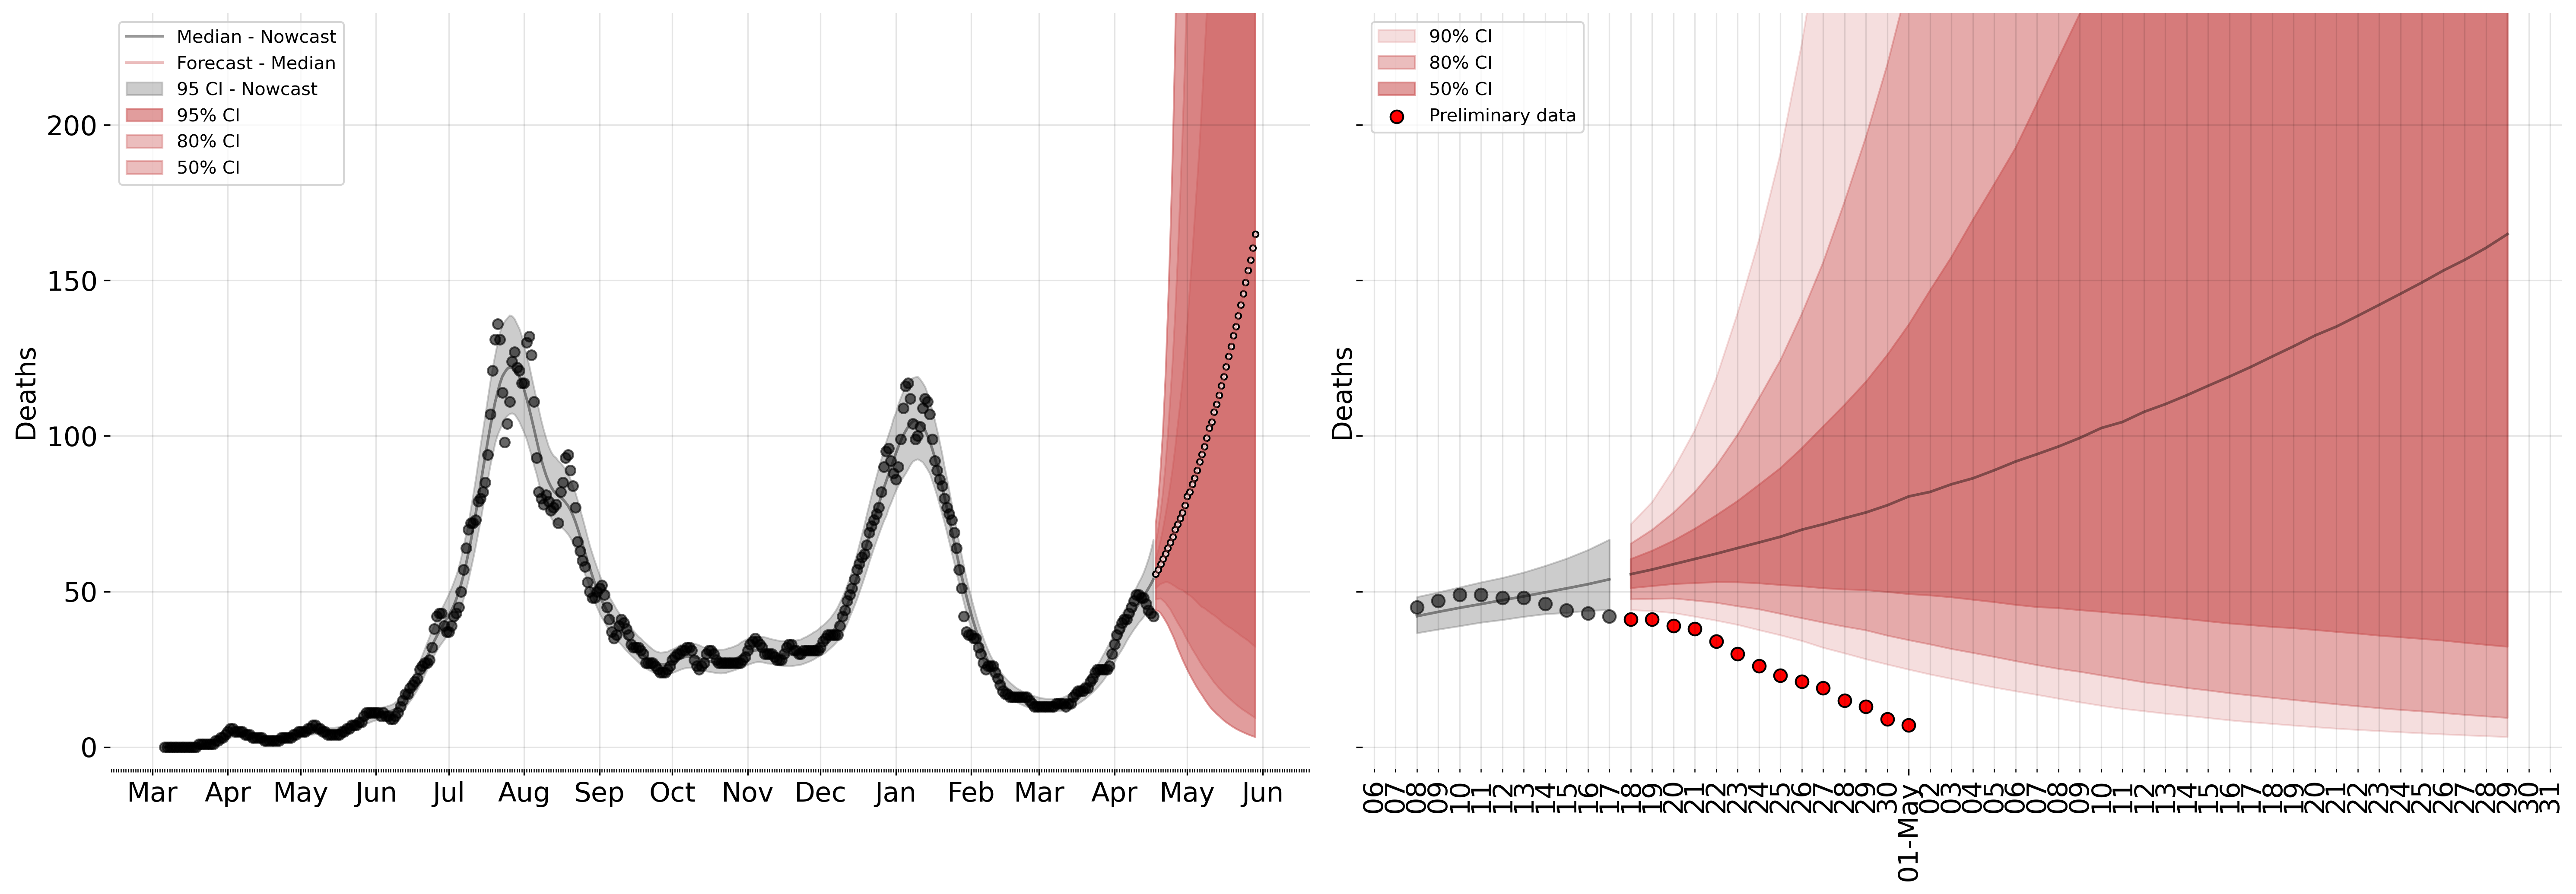 Median - Nowcast
Forecast - Median
95 CI - Nowcast
95% CI
80% CI
50% CI
Deaths
200
150
100
50
0
Mar Apr May Jun Jul Aug Sep Oct Nov Dec Jan Feb Mar Apr May Jun
90% CI
80% CI
50% CI
Preliminary data
Deaths
06 07 08 09 10 11 12 13 14 15 16 17 18 19 20 21 22 23 24 25 26 27 28 29 30 01-May 02 03 04 05 06 07 08 09 10 11 12 13 14 15 16 17 18 19 20 21 22 23 24 25 26 27 28 29 30 31